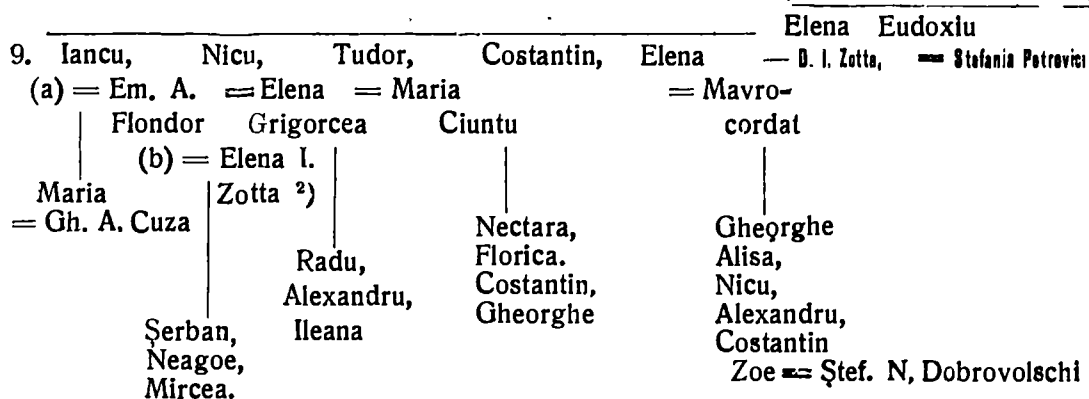 Elena Eudoxiu
9. Iancu, Nicu, Tudor, Costantin, Elena — D. I. Zotta, = Stefania Petrovici
(a) = Em. A. = Elena = Maria = Mavro-
Flondor Grigorcea Ciuntu cordat
(b) = Elena I.
Maria Zotta ²)
= Gh. A. Cuza
Nectara, Gheorghe
Florica. Alisa,
Radu, Costantin, Nicu,
Alexandru, Gheorghe Alexandru,
Şerban, Ileana Costantin
Neagoe, Zoe = Ştef. N, Dobrovolschi
Mircea.